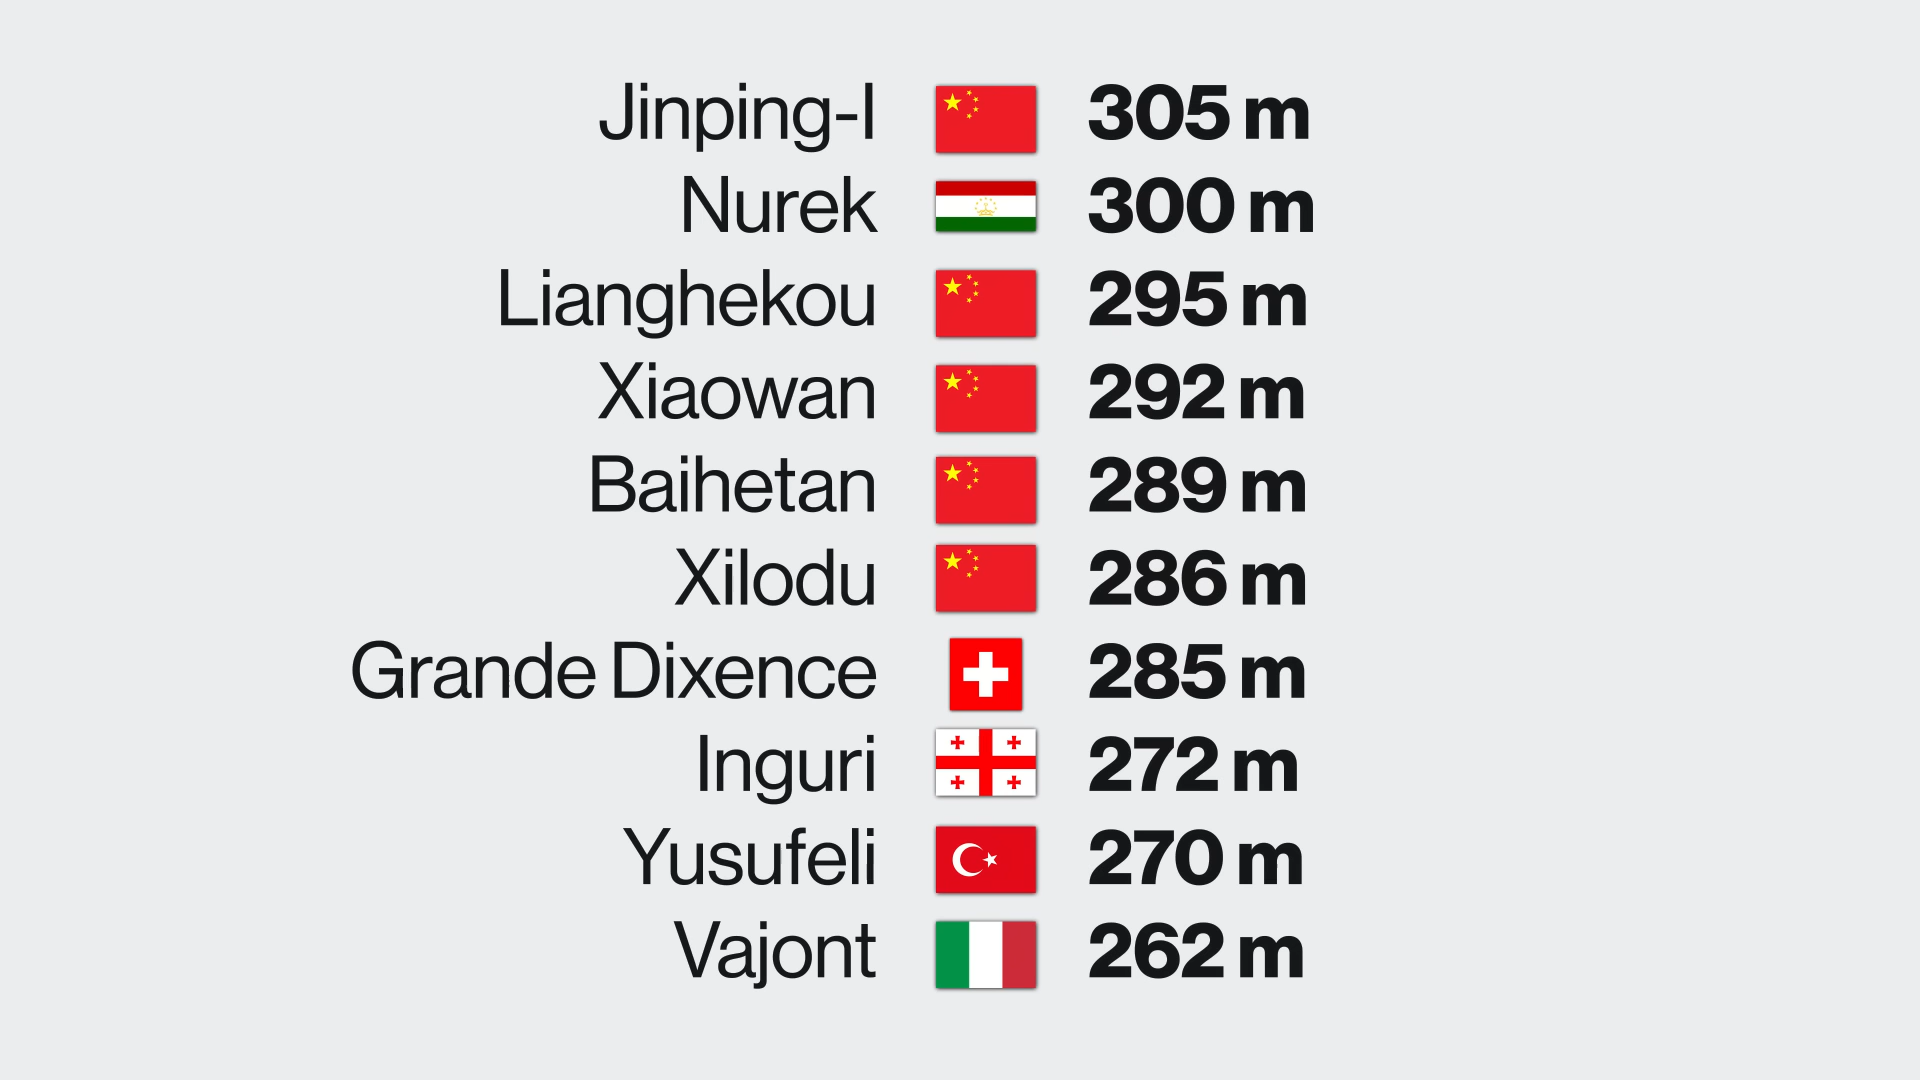 Jinping-I 305 m
Nurek 300 m
Lianghekou 295 m
Xiaowan 292 m
Baihetan 289 m
Xilodu 286 m
Grande Dixence 285 m
Inguri 272 m
Yusufeli 270 m
Vajont 262 m